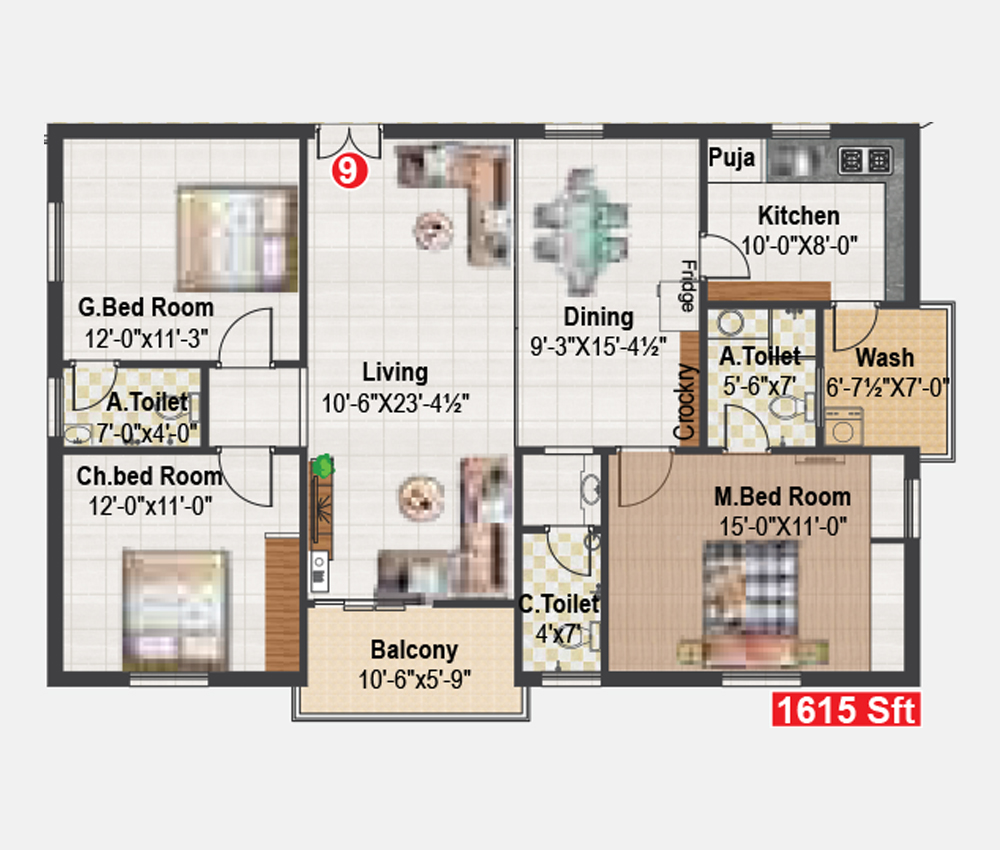 9
Puja
Kitchen
10'-0"X8'-0"
G.Bed Room
12'-0"x11'-3"
Fridge
Dining
9'-3"X15'-4½"
Living
10'-6"X23'-4½"
A.Toilet
5'-6"x7'
Wash
6'-7½"X7'-0"
Crockry
A.Toilet
7'-0"x4'-0"
Ch.bed Room
12'-0"x11'-0"
M.Bed Room
15'-0"X11'-0"
C.Toilet
4'x7'
Balcony
10'-6"x5'-9"
1615 Sft